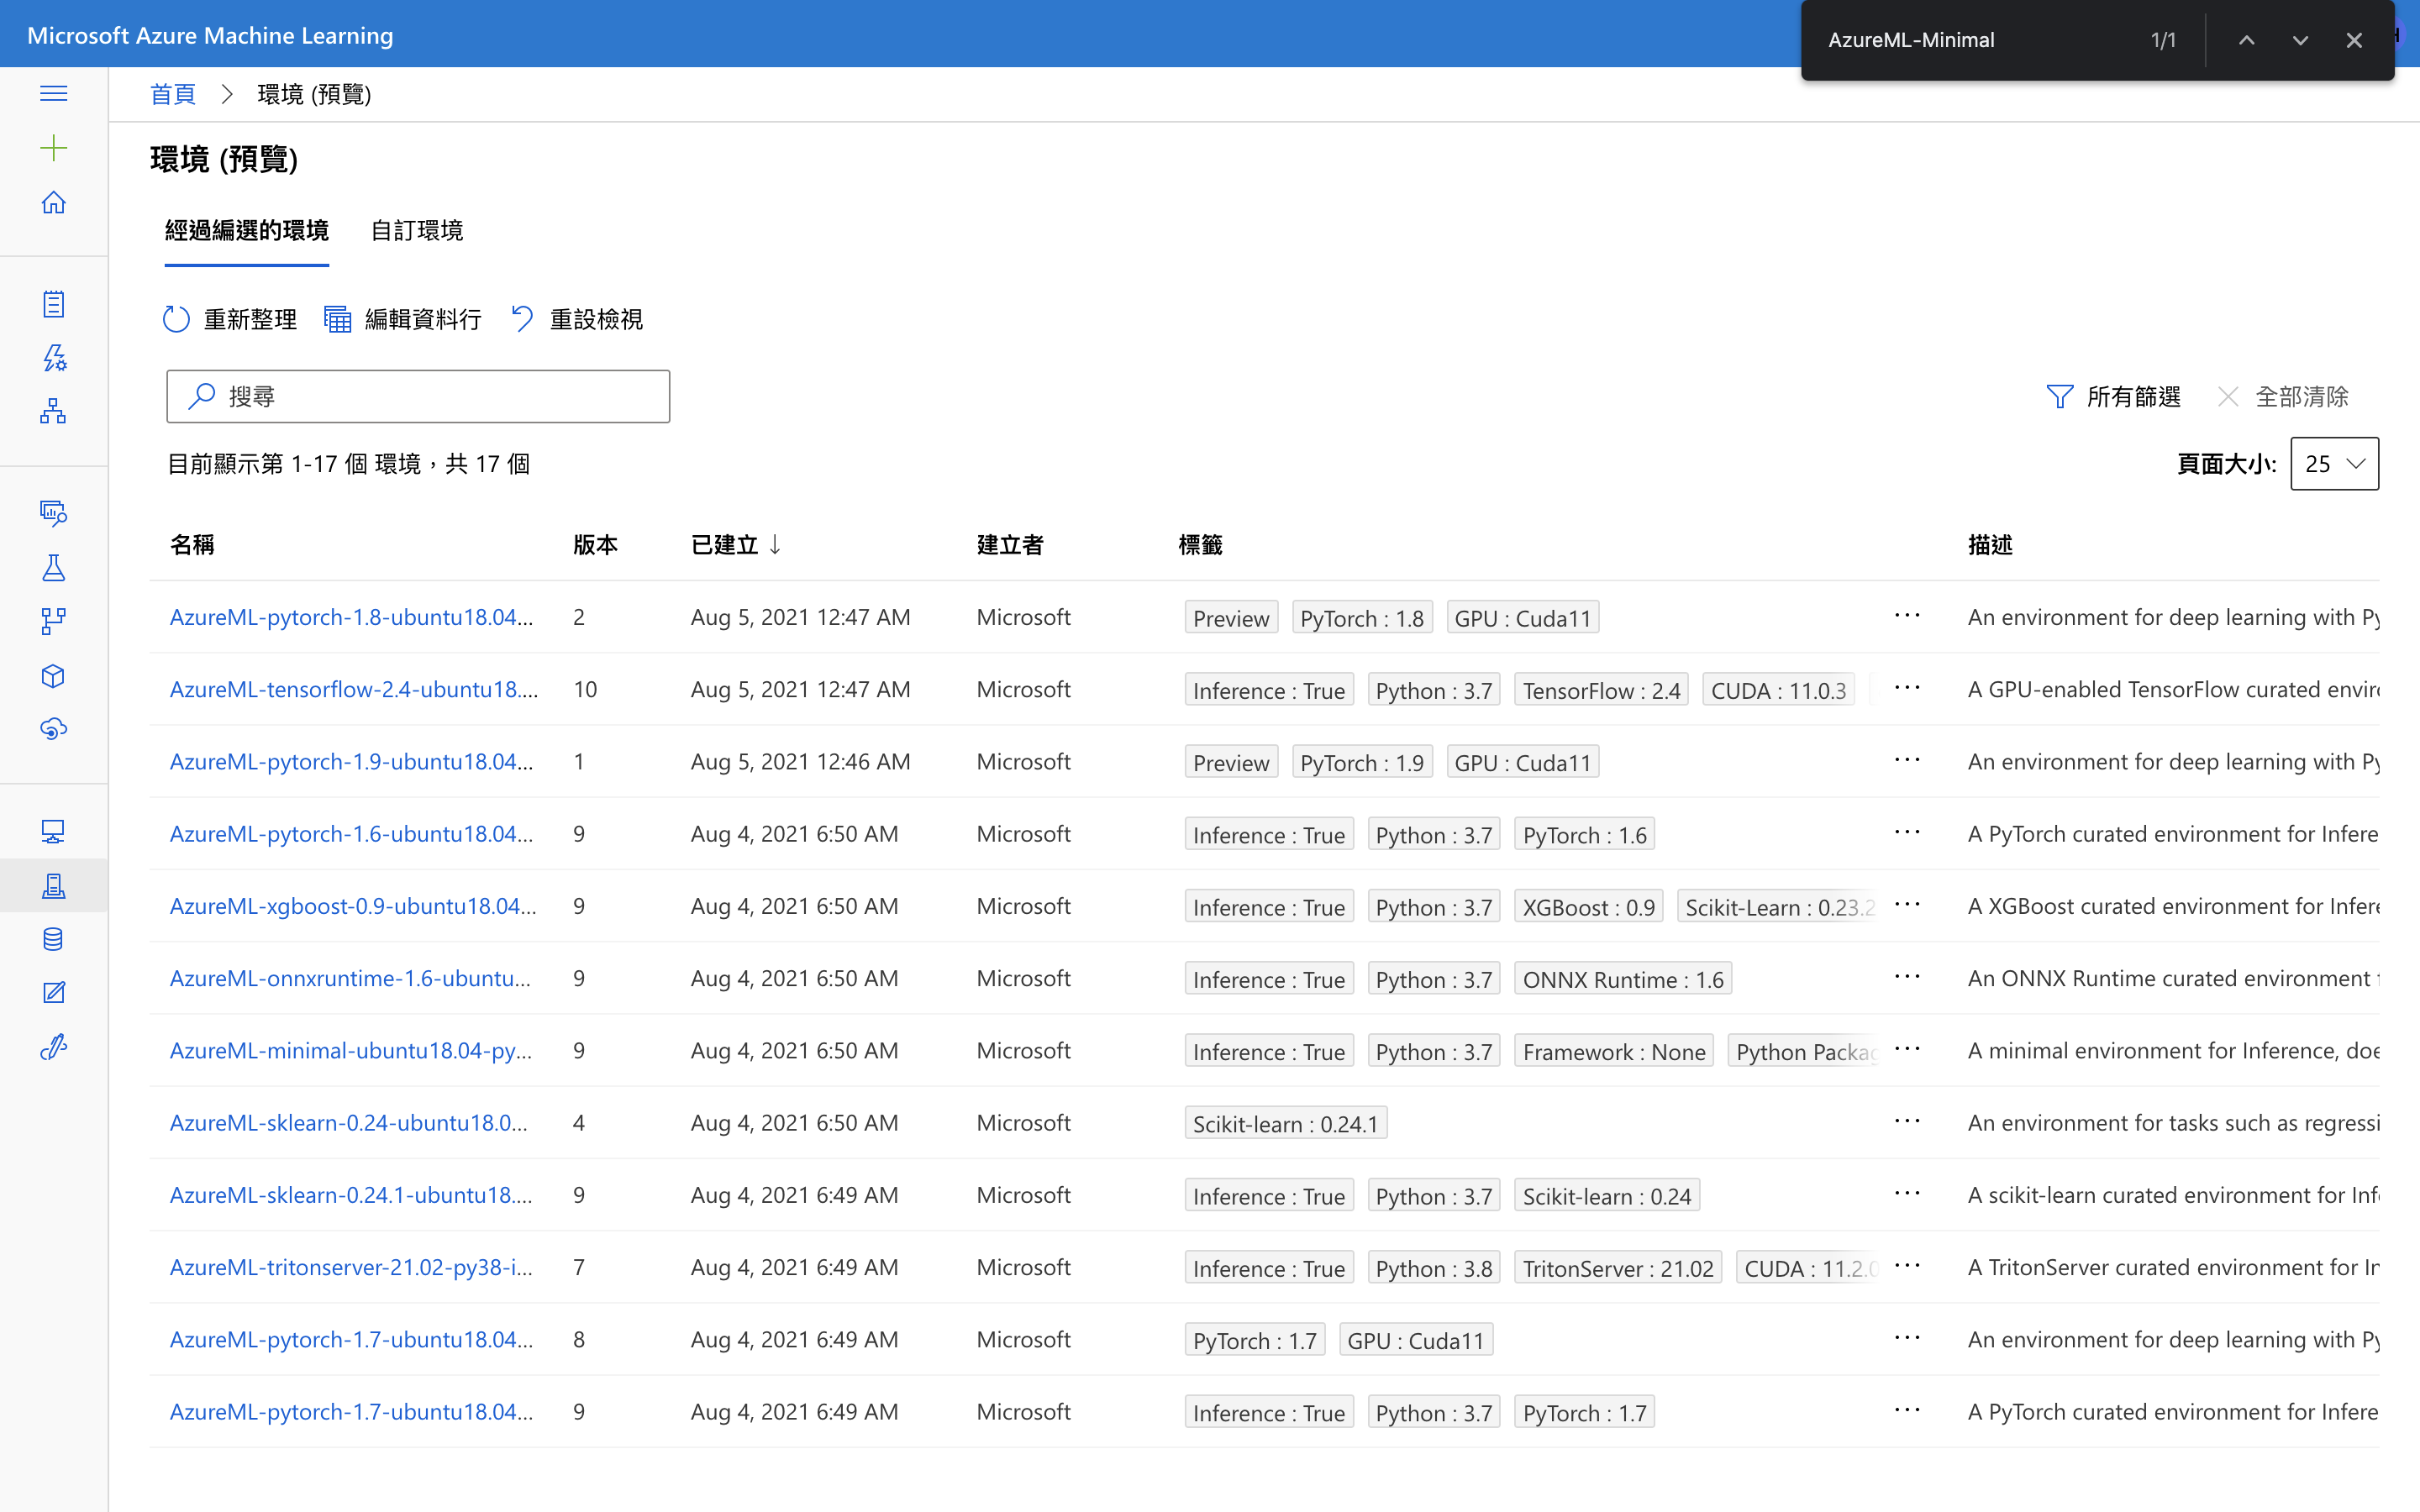 Microsoft Azure Machine Learning
AzureML-Minimal 1/1
首頁 環境 (預覽)
環境 (預覽)
經過編選的環境 自訂環境
重新整理 編輯資料行 重設檢視
搜尋 所有篩選 全部清除
目前顯示第 1-17 個 環境，共 17 個 頁面大小: 25
名稱 版本 已建立 ↓ 建立者 標籤 描述
AzureML-pytorch-1.8-ubuntu18.04... 2 Aug 5, 2021 12:47 AM Microsoft Preview PyTorch : 1.8 GPU : Cuda11 ... An environment for deep learning with Py
AzureML-tensorflow-2.4-ubuntu18.... 10 Aug 5, 2021 12:47 AM Microsoft Inference : True Python : 3.7 TensorFlow : 2.4 CUDA : 11.0.3 ... A GPU-enabled TensorFlow curated envir
AzureML-pytorch-1.9-ubuntu18.04... 1 Aug 5, 2021 12:46 AM Microsoft Preview PyTorch : 1.9 GPU : Cuda11 ... An environment for deep learning with Py
AzureML-pytorch-1.6-ubuntu18.04... 9 Aug 4, 2021 6:50 AM Microsoft Inference : True Python : 3.7 PyTorch : 1.6 ... A PyTorch curated environment for Infere
AzureML-xgboost-0.9-ubuntu18.04... 9 Aug 4, 2021 6:50 AM Microsoft Inference : True Python : 3.7 XGBoost : 0.9 Scikit-Learn : 0.23.2 ... A XGBoost curated environment for Infere
AzureML-onnxruntime-1.6-ubuntu... 9 Aug 4, 2021 6:50 AM Microsoft Inference : True Python : 3.7 ONNX Runtime : 1.6 ... An ONNX Runtime curated environment
AzureML-minimal-ubuntu18.04-py... 9 Aug 4, 2021 6:50 AM Microsoft Inference : True Python : 3.7 Framework : None Python Packag ... A minimal environment for Inference, doe
AzureML-sklearn-0.24-ubuntu18.0... 4 Aug 4, 2021 6:50 AM Microsoft Scikit-learn : 0.24.1 ... An environment for tasks such as regressi
AzureML-sklearn-0.24.1-ubuntu18.... 9 Aug 4, 2021 6:49 AM Microsoft Inference : True Python : 3.7 Scikit-learn : 0.24 ... A scikit-learn curated environment for Inf
AzureML-tritonserver-21.02-py38-i... 7 Aug 4, 2021 6:49 AM Microsoft Inference : True Python : 3.8 TritonServer : 21.02 CUDA : 11.2.0 ... A TritonServer curated environment for In
AzureML-pytorch-1.7-ubuntu18.04... 8 Aug 4, 2021 6:49 AM Microsoft PyTorch : 1.7 GPU : Cuda11 ... An environment for deep learning with Py
AzureML-pytorch-1.7-ubuntu18.04... 9 Aug 4, 2021 6:49 AM Microsoft Inference : True Python : 3.7 PyTorch : 1.7 ... A PyTorch curated environment for Infere